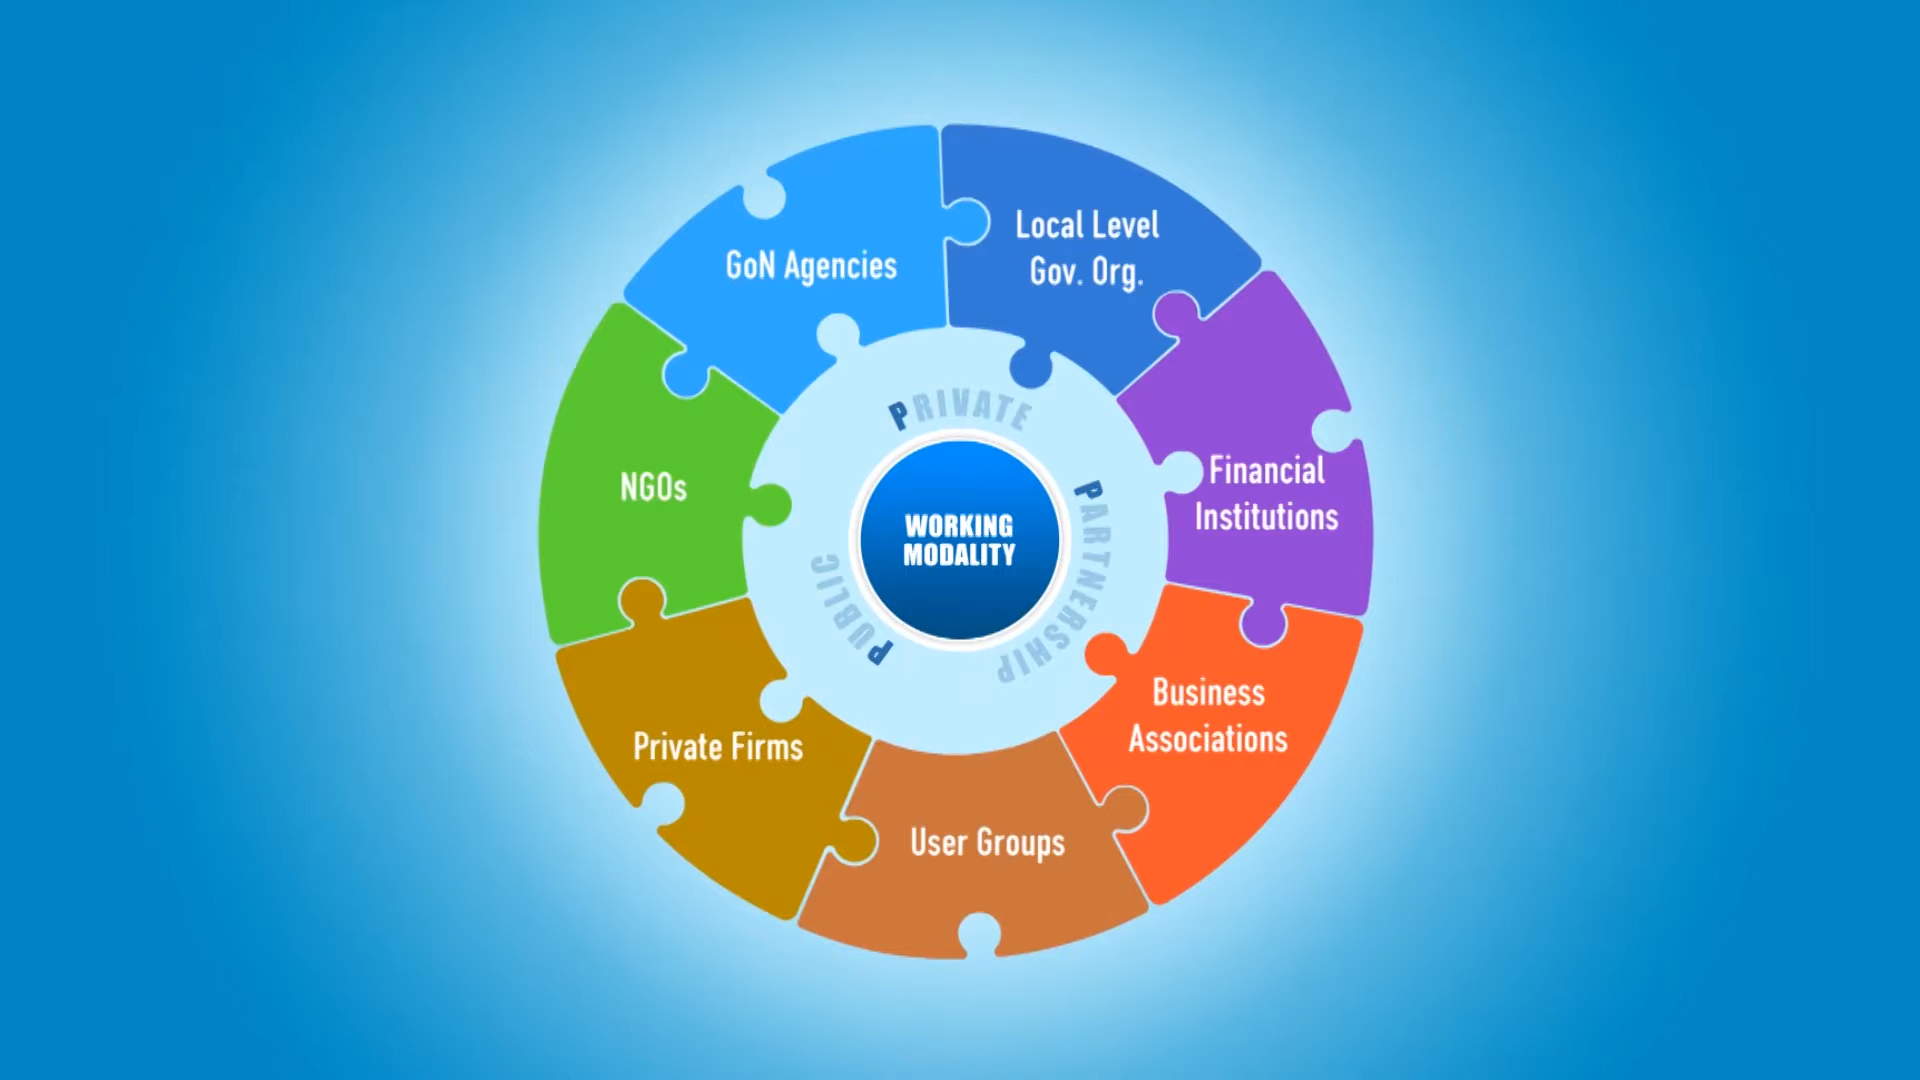 GoN Agencies
Local Level
Gov. Org.
Financial
Institutions
Business
Associations
User Groups
Private Firms
NGOs
PUBLIC
PRIVATE
PARTNERSHIP
WORKING
MODALITY